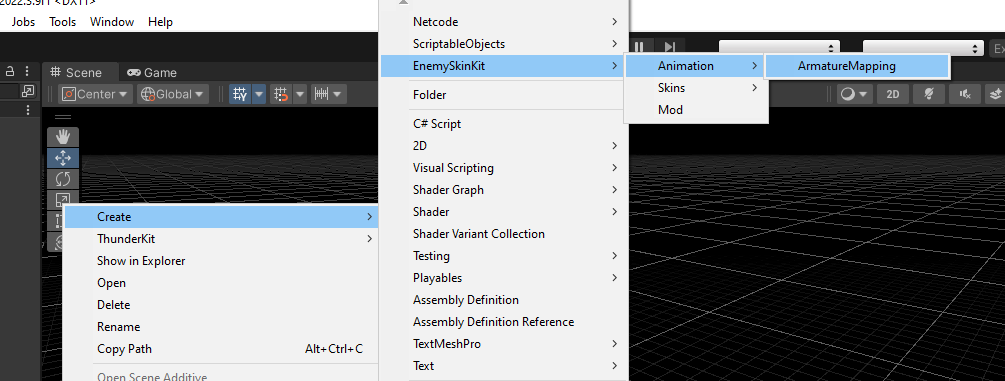 2022.3.9f1 <DX11>
Jobs Tools Window Help
Scene Game
Center Global
2D
Create
ThunderKit
Show in Explorer
Open
Delete
Rename
Copy Path Alt+Ctrl+C
Open Scene Additive
Netcode
ScriptableObjects
EnemySkinKit
Folder
C# Script
2D
Visual Scripting
Shader Graph
Shader
Shader Variant Collection
Testing
Playables
Assembly Definition
Assembly Definition Reference
TextMeshPro
Text
Animation
Skins
Mod
ArmatureMapping